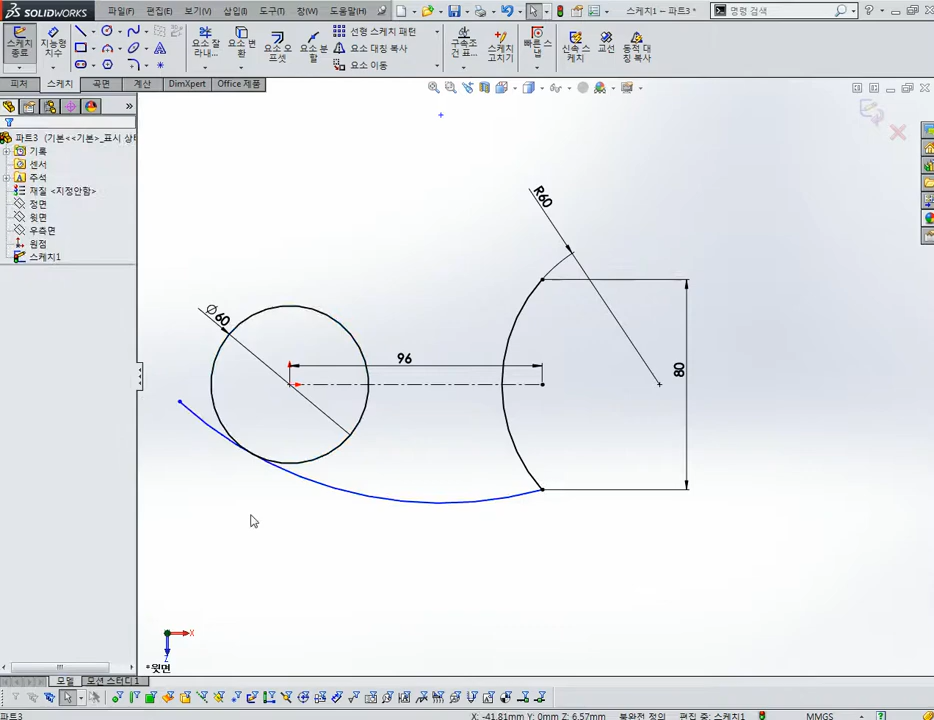 SOLIDWORKS 파일(F) 편집(E) 보기(V) 삽입(I) 도구(T) 창(W) 도움말(H) 스케치1 - 파트3 * 명령 검색
스케치 종료
지능형 치수
요소 잘라내...
요소 변환
요소 오프셋
요소 분할
선형 스케치 패턴
요소 대칭 복사
요소 이동
구속조건 표...
스케치 고치기
빠른 스냅
신속 스케치
교선
동적 대칭 복사
피처 스케치 곡면 계산 DimXpert Office 제품
파트3 (기본<<기본>_표시 상태
기록
센서
주석
재질 <지정안함>
정면
윗면
우측면
원점
스케치1
R60
Ø60
96
80
X
Z
*윗면
모델 모션 스터디 1
파트3 X: -41.81mm Y: 0mm Z: 6.57mm 불완전 정의 편집 중: 스케치1 MMGS